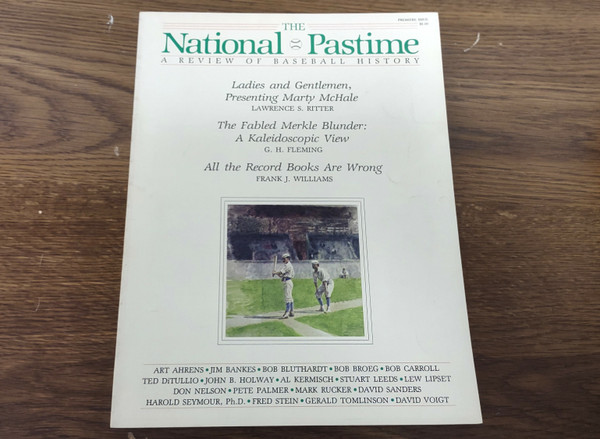 PREMIERE ISSUE
THE
National Pastime
A REVIEW OF BASEBALL HISTORY
Ladies and Gentlemen,
Presenting Marty McHale
LAWRENCE S. RITTER
The Fabled Merkle Blunder:
A Kaleidoscopic View
G. H. FLEMING
All the Record Books Are Wrong
FRANK J. WILLIAMS
ART AHRENS • JIM BANKES • BOB BLUTHARDT • BOB BROEG • BOB CARROLL
TED DITULLIO • JOHN B. HOLWAY • AL KERMISCH • STUART LEEDS • LEW LIPSET
DON NELSON • PETE PALMER • MARK RUCKER • DAVID SANDERS
HAROLD SEYMOUR, Ph.D. • FRED STEIN • GERALD TOMLINSON • DAVID VOIGT